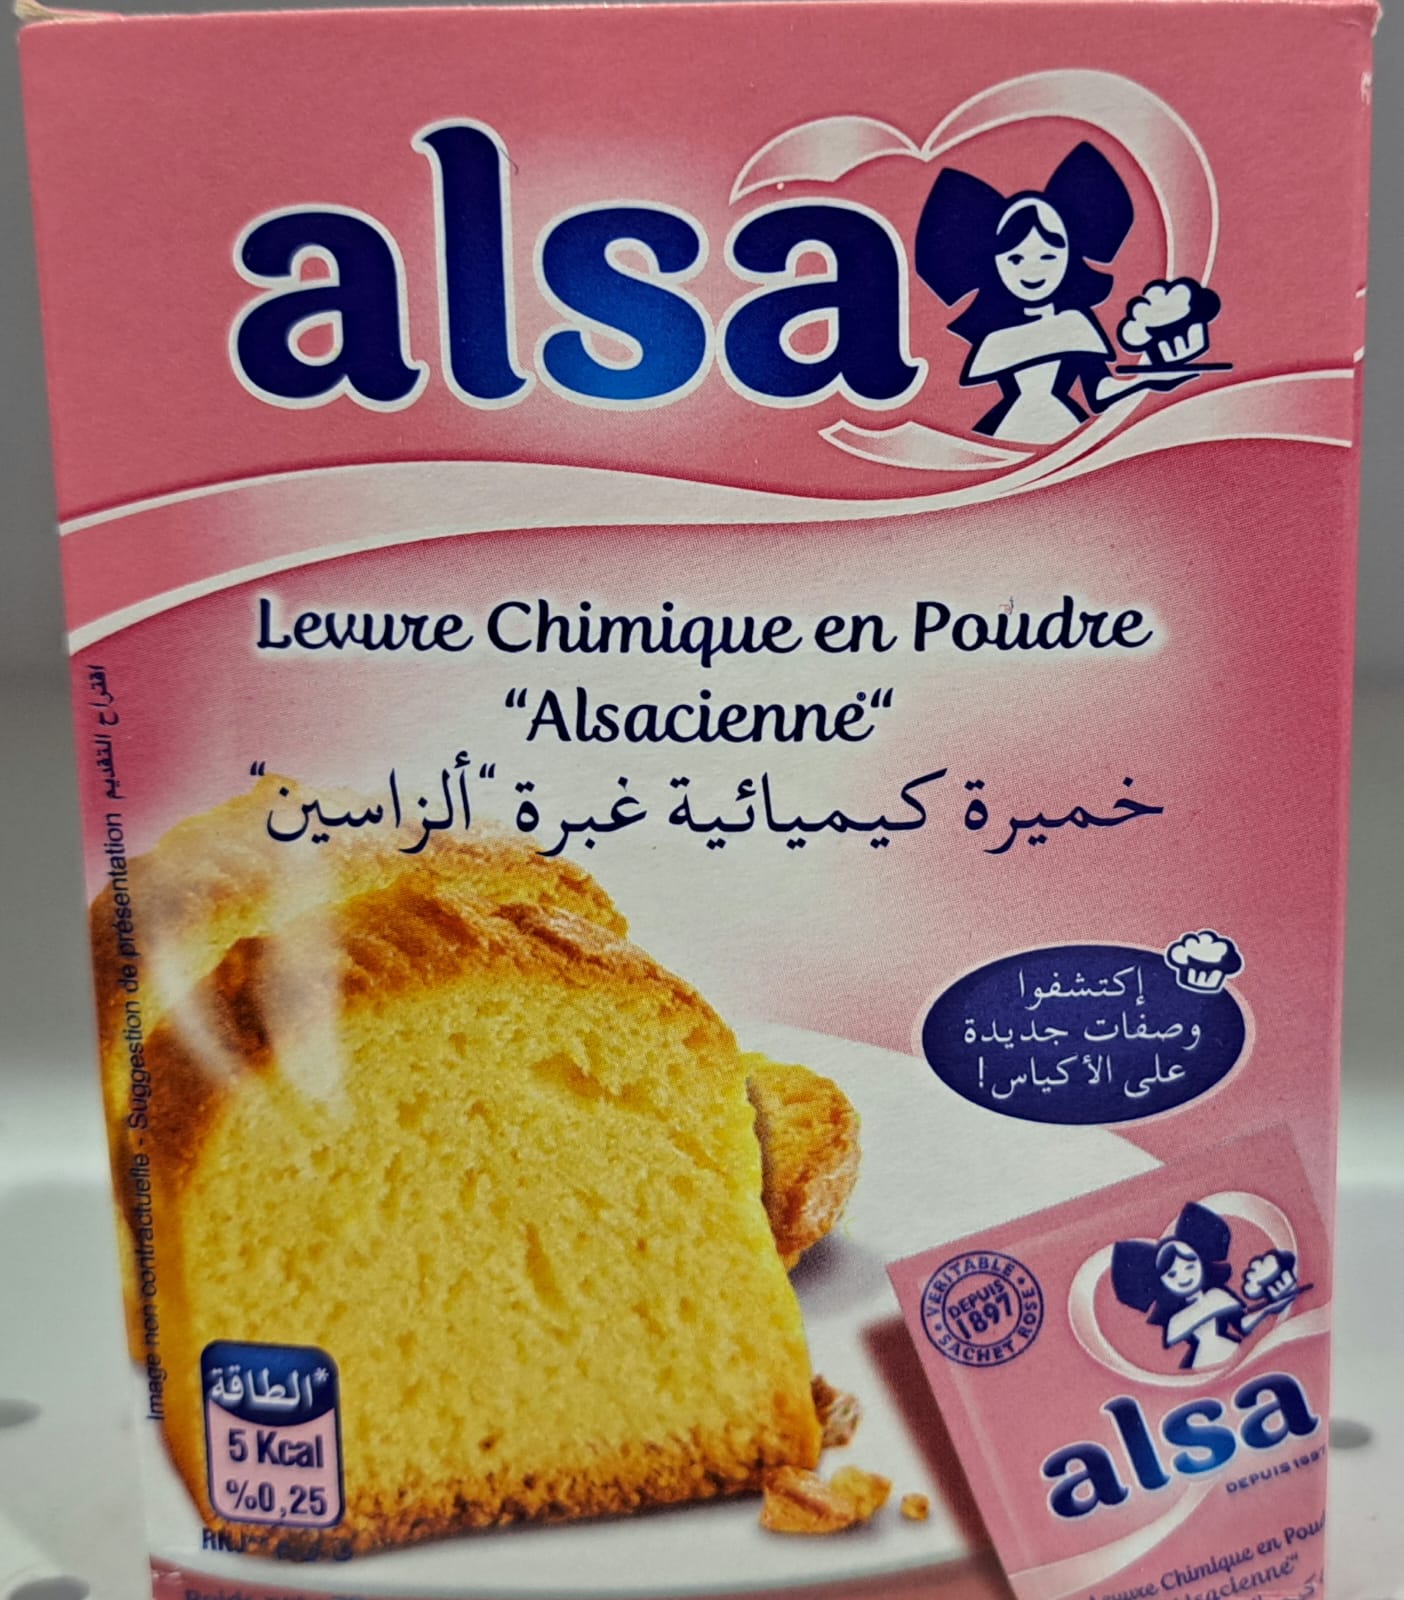 alsa
Levure Chimique en Poudre
"Alsacienne"
خميرة كيميائية غبرة "ألزاسين"
إكتشفوا
وصفات جديدة
على الأكياس!
Image non contractuelle - Suggestion de présentation اقتراح التقديم
VERITABLE SACHET ROSE
DEPUIS
1897
alsa
DEPUIS 1897
Levure Chimique en Poud
"Alsacienne"
*الطاقة
5 Kcal
%0,25